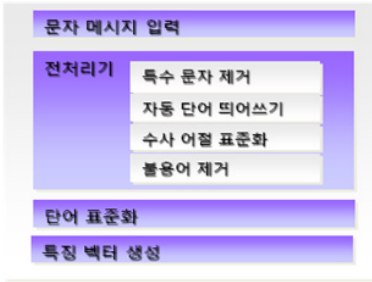 문자 메시지 입력
전처리기
특수 문자 제거
자동 단어 띄어쓰기
수사 어절 표준화
불용어 제거
단어 표준화
특징 벡터 생성